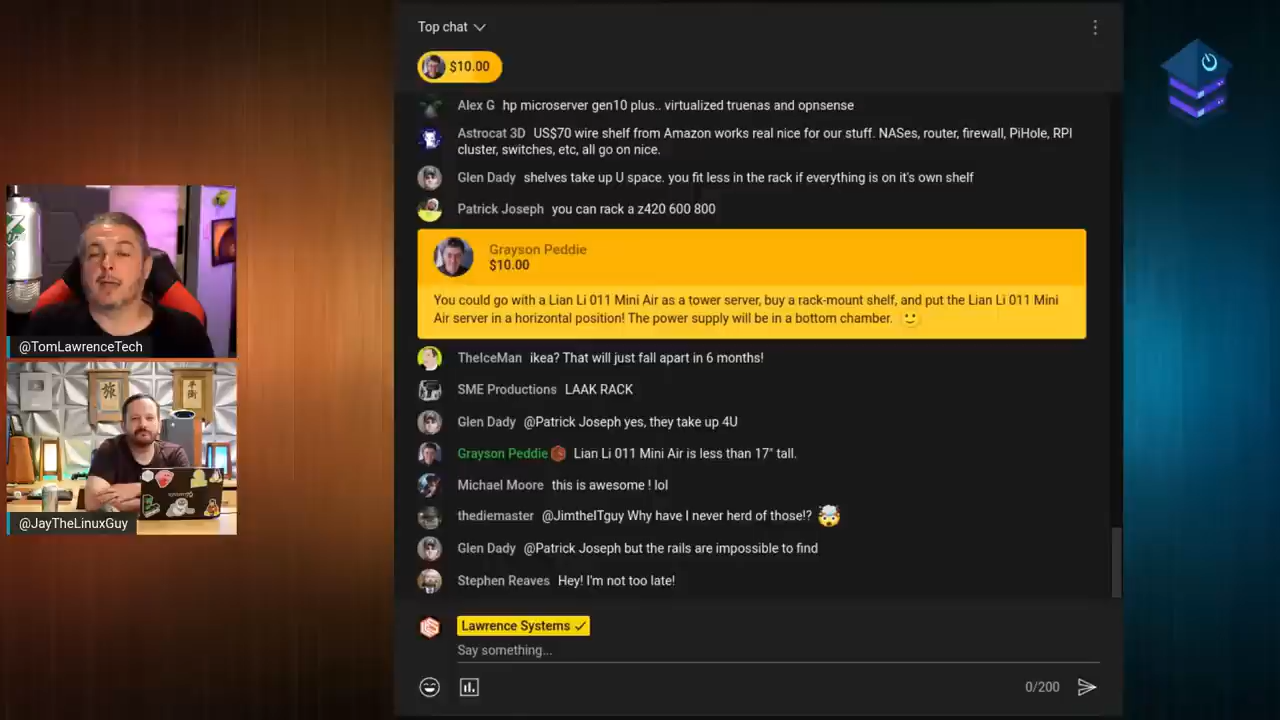 Top chat
$10.00
Alex G hp microserver gen10 plus.. virtualized truenas and opnsense
Astrocat 3D US$70 wire shelf from Amazon works real nice for our stuff. NASes, router, firewall, PiHole, RPI
cluster, switches, etc, all go on nice.
Glen Dady shelves take up U space. you fit less in the rack if everything is on it's own shelf
Patrick Joseph you can rack a z420 600 800
Grayson Peddie
$10.00
You could go with a Lian Li 011 Mini Air as a tower server, buy a rack-mount shelf, and put the Lian Li 011 Mini
Air server in a horizontal position! The power supply will be in a bottom chamber.
TheIceMan ikea? That will just fall apart in 6 months!
SME Productions LAAK RACK
Glen Dady @Patrick Joseph yes, they take up 4U
Grayson Peddie Lian Li 011 Mini Air is less than 17" tall.
Michael Moore this is awesome ! lol
thediemaster @JimtheITguy Why have I never herd of those!?
Glen Dady @Patrick Joseph but the rails are impossible to find
Stephen Reaves Hey! I'm not too late!
Lawrence Systems
Say something...
0/200
@TomLawrenceTech
旅
平
@JayTheLinuxGuy